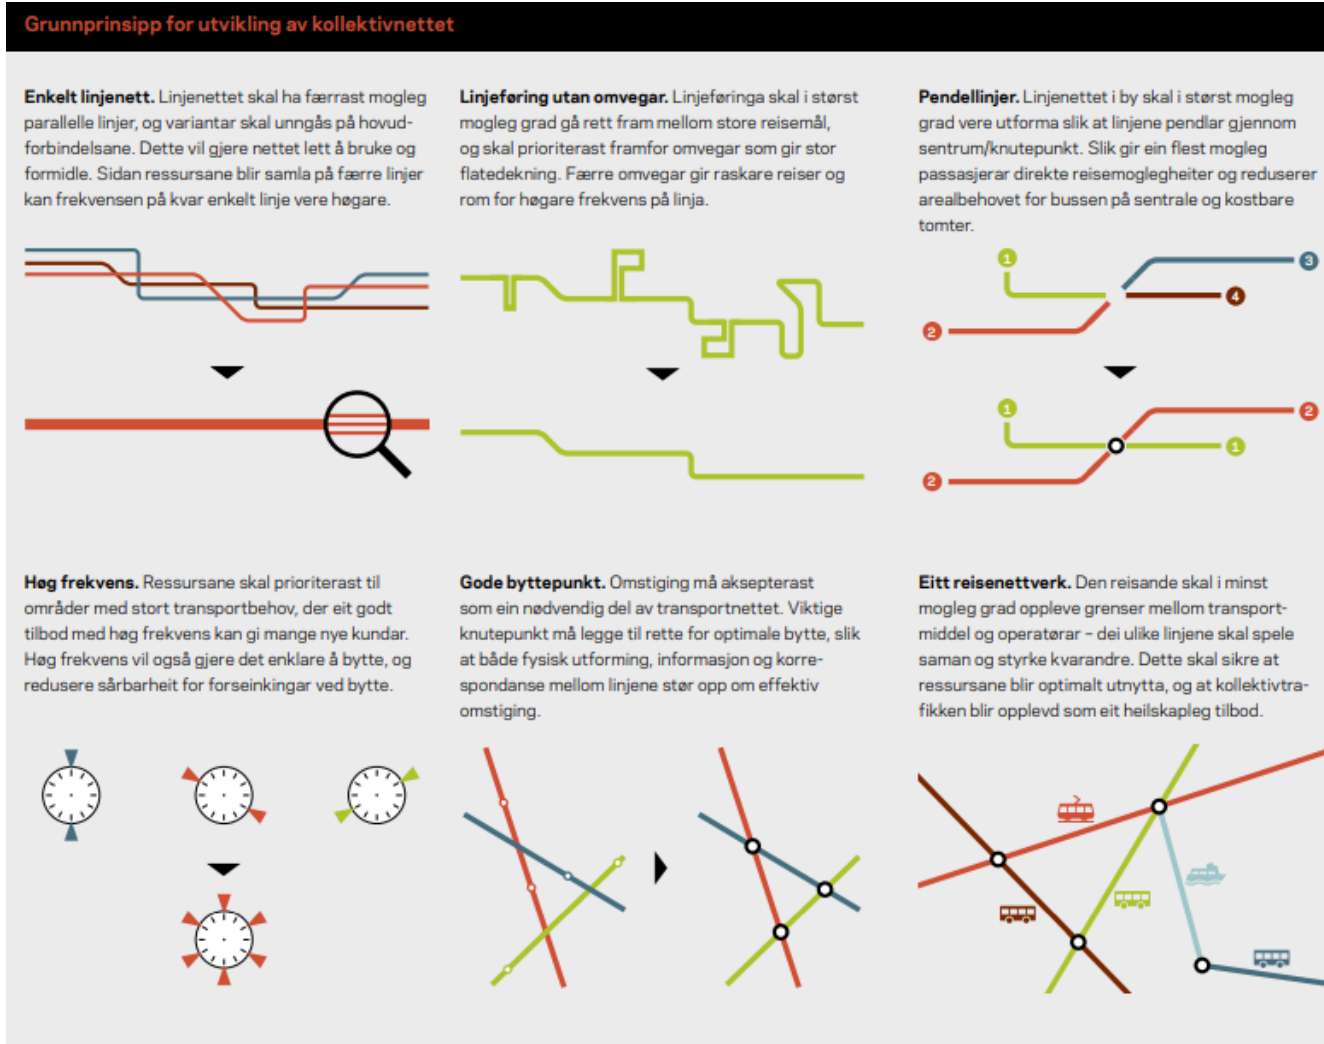 Grunnprinsipp for utvikling av kollektivnettet
Enkelt linjenett. Linjenettet skal ha færrast mogleg
parallelle linjer, og variantar skal unngås på hovud-
forbindelsane. Dette vil gjere nettet lett å bruke og
formidle. Sidan ressursane blir samla på færre linjer
kan frekvensen på kvar enkelt linje vere høgare.
Linjeføring utan omvegar. Linjeføringa skal i størst
mogleg grad gå rett fram mellom store reisemål,
og skal prioriterast framfor omvegar som gir stor
flatedekning. Færre omvegar gir raskare reiser og
rom for høgare frekvens på linja.
Pendellinjer. Linjenettet i by skal i størst mogleg
grad vere utforma slik at linjene pendlar gjennom
sentrum/knutepunkt. Slik gir ein flest mogleg
passasjerar direkte reisemoglegheiter og reduserer
arealbehovet for bussen på sentrale og kostbare
tomter.
1
3
4
2
1
2
1
2
Høg frekvens. Ressursane skal prioriterast til
områder med stort transportbehov, der eit godt
tilbod med høg frekvens kan gi mange nye kundar.
Høg frekvens vil også gjere det enklare å bytte, og
redusere sårbarheit for forseinkingar ved bytte.
Gode byttepunkt. Omstiging må aksepterast
som ein nødvendig del av transportnettet. Viktige
knutepunkt må legge til rette for optimale bytte, slik
at både fysisk utforming, informasjon og korre-
spondanse mellom linjene stør opp om effektiv
omstiging.
Eitt reisenettverk. Den reisande skal i minst
mogleg grad oppleve grenser mellom transport-
middel og operatørar – dei ulike linjene skal spele
saman og styrke kvarandre. Dette skal sikre at
ressursane blir optimalt utnytta, og at kollektivtra-
fikken blir opplevd som eit heilskapleg tilbod.